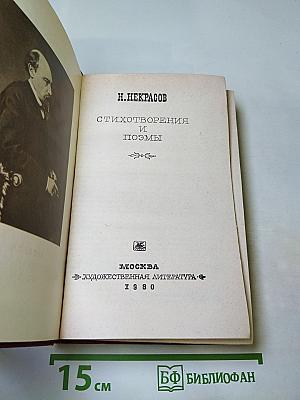 Н. НЕКРАСОВ
СТИХОТВОРЕНИЯ
И
ПОЭМЫ
МОСКВА
«ХУДОЖЕСТВЕННАЯ ЛИТЕРАТУРА»
1980
15 см
БФ БИБЛИОФАН